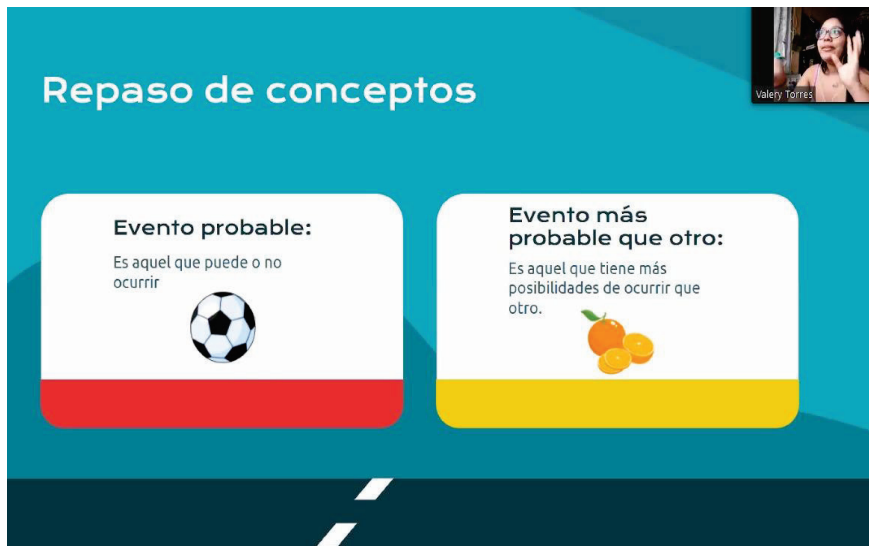 Repaso de conceptos
Valery Torres
Evento probable:
Es aquel que puede o no
ocurrir
Evento más
probable que otro:
Es aquel que tiene más
posibilidades de ocurrir que
otro.